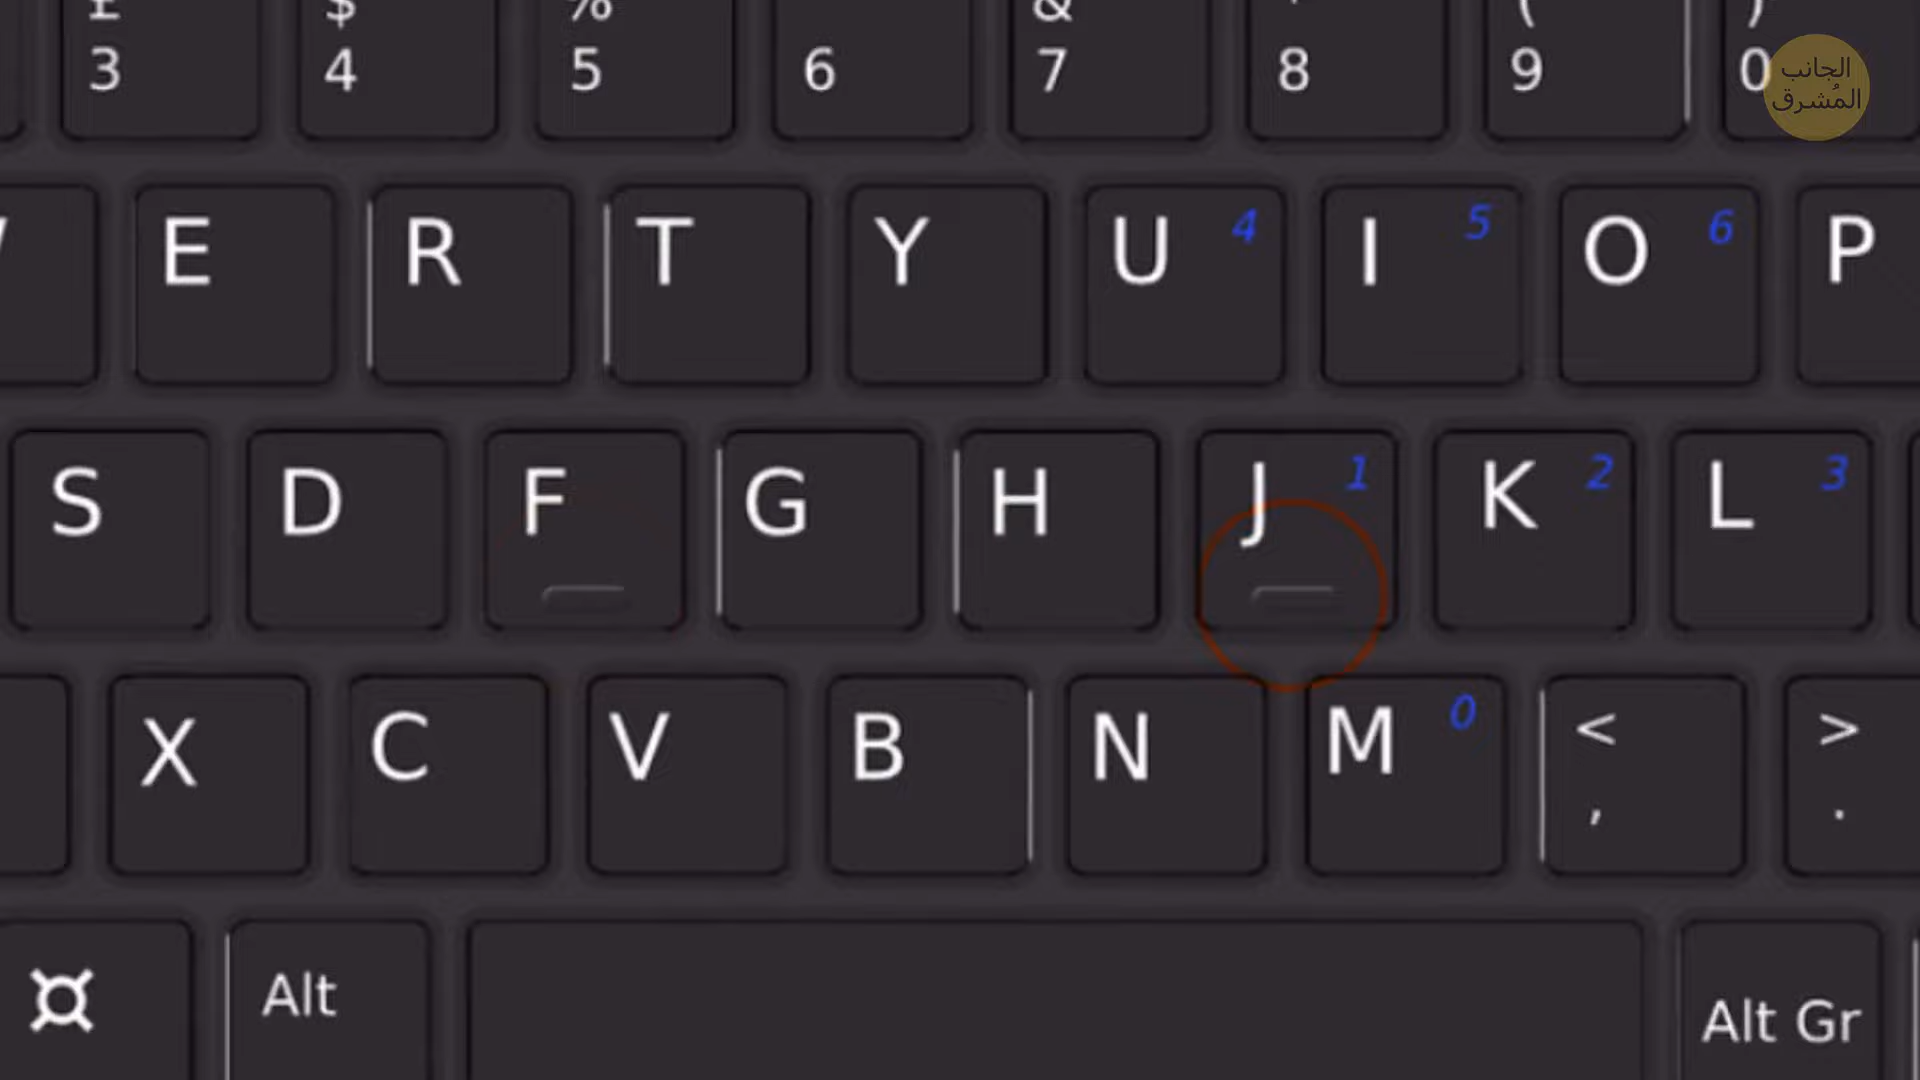 £ $ % & ( )
3 4 5 6 7 8 9 0
الجانب
المُشرق
E R T Y U 4 I 5 O 6 P
S D F G H J 1 K 2 L 3
X C V B N M 0 < , > .
Alt Alt Gr